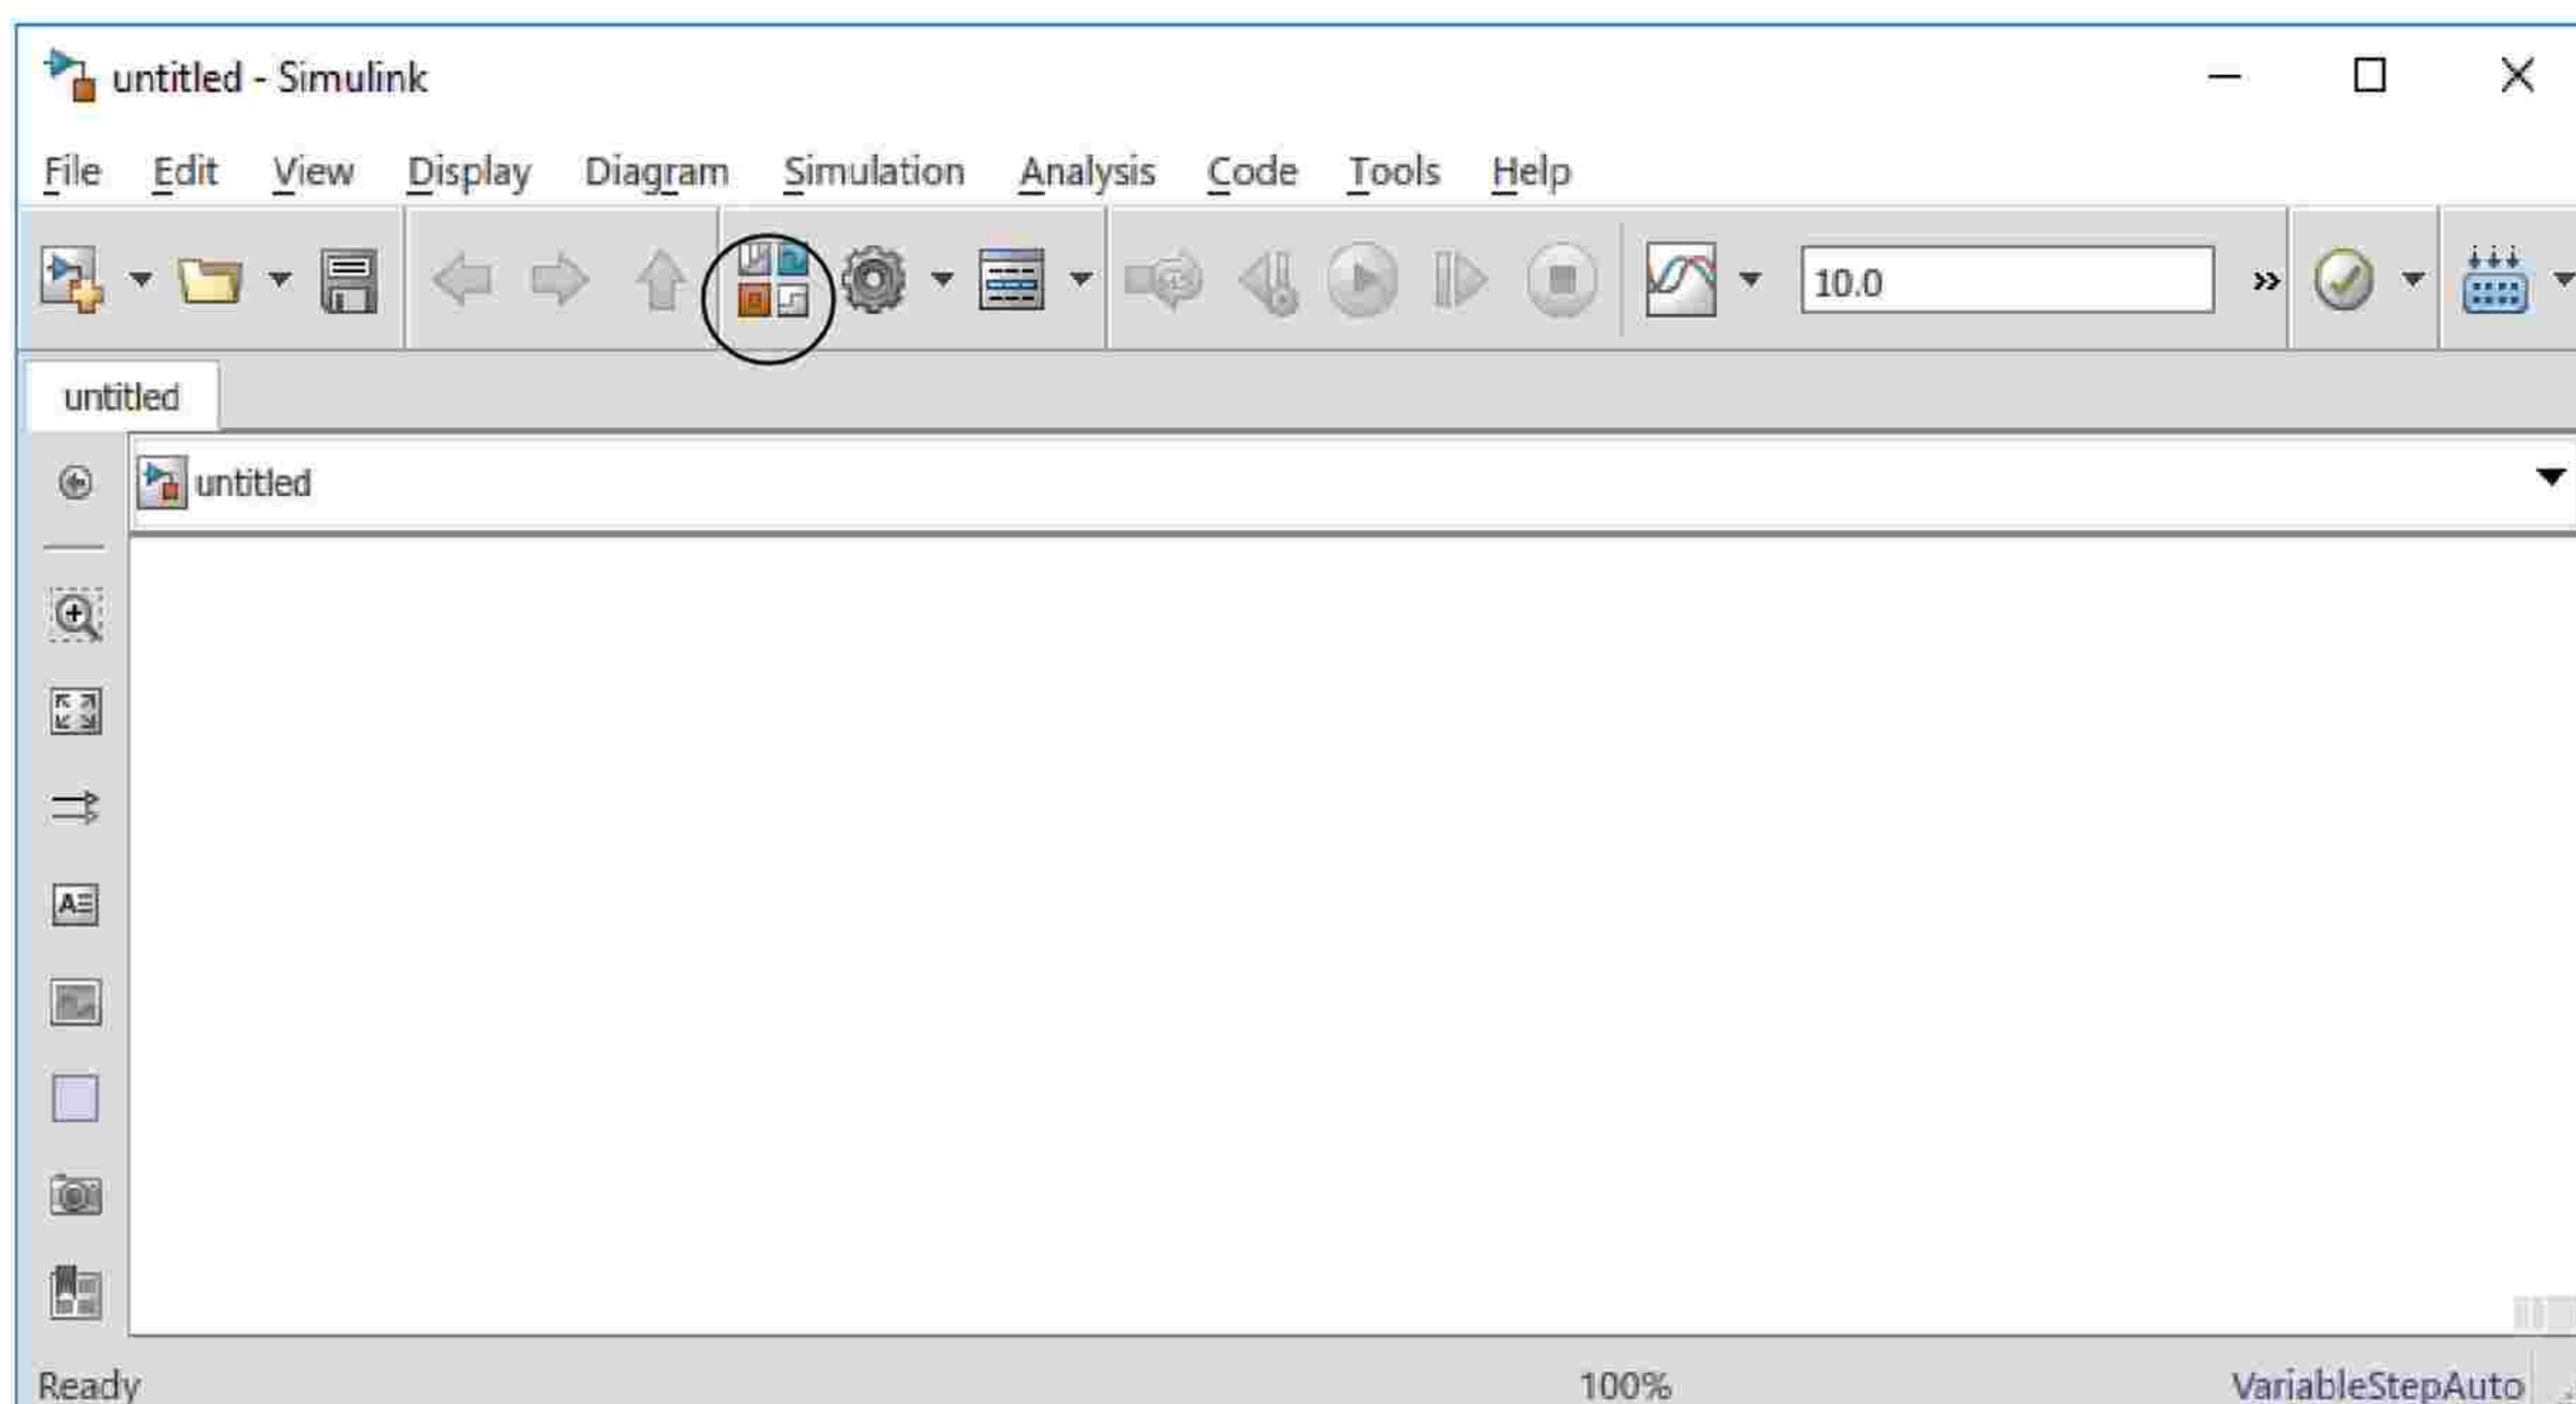 untitled - Simulink
File Edit View Display Diagram Simulation Analysis Code Tools Help
10.0
untitled
untitled
Ready 100% VariableStepAuto